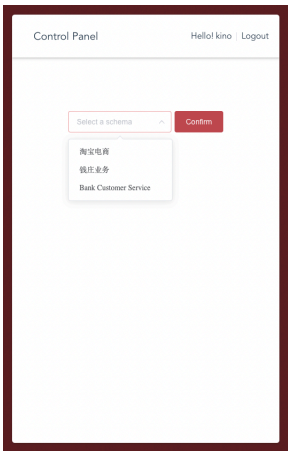 Control Panel
Hello! kino | Logout
Select a schema
Confirm
淘宝电商
钱庄业务
Bank Customer Service